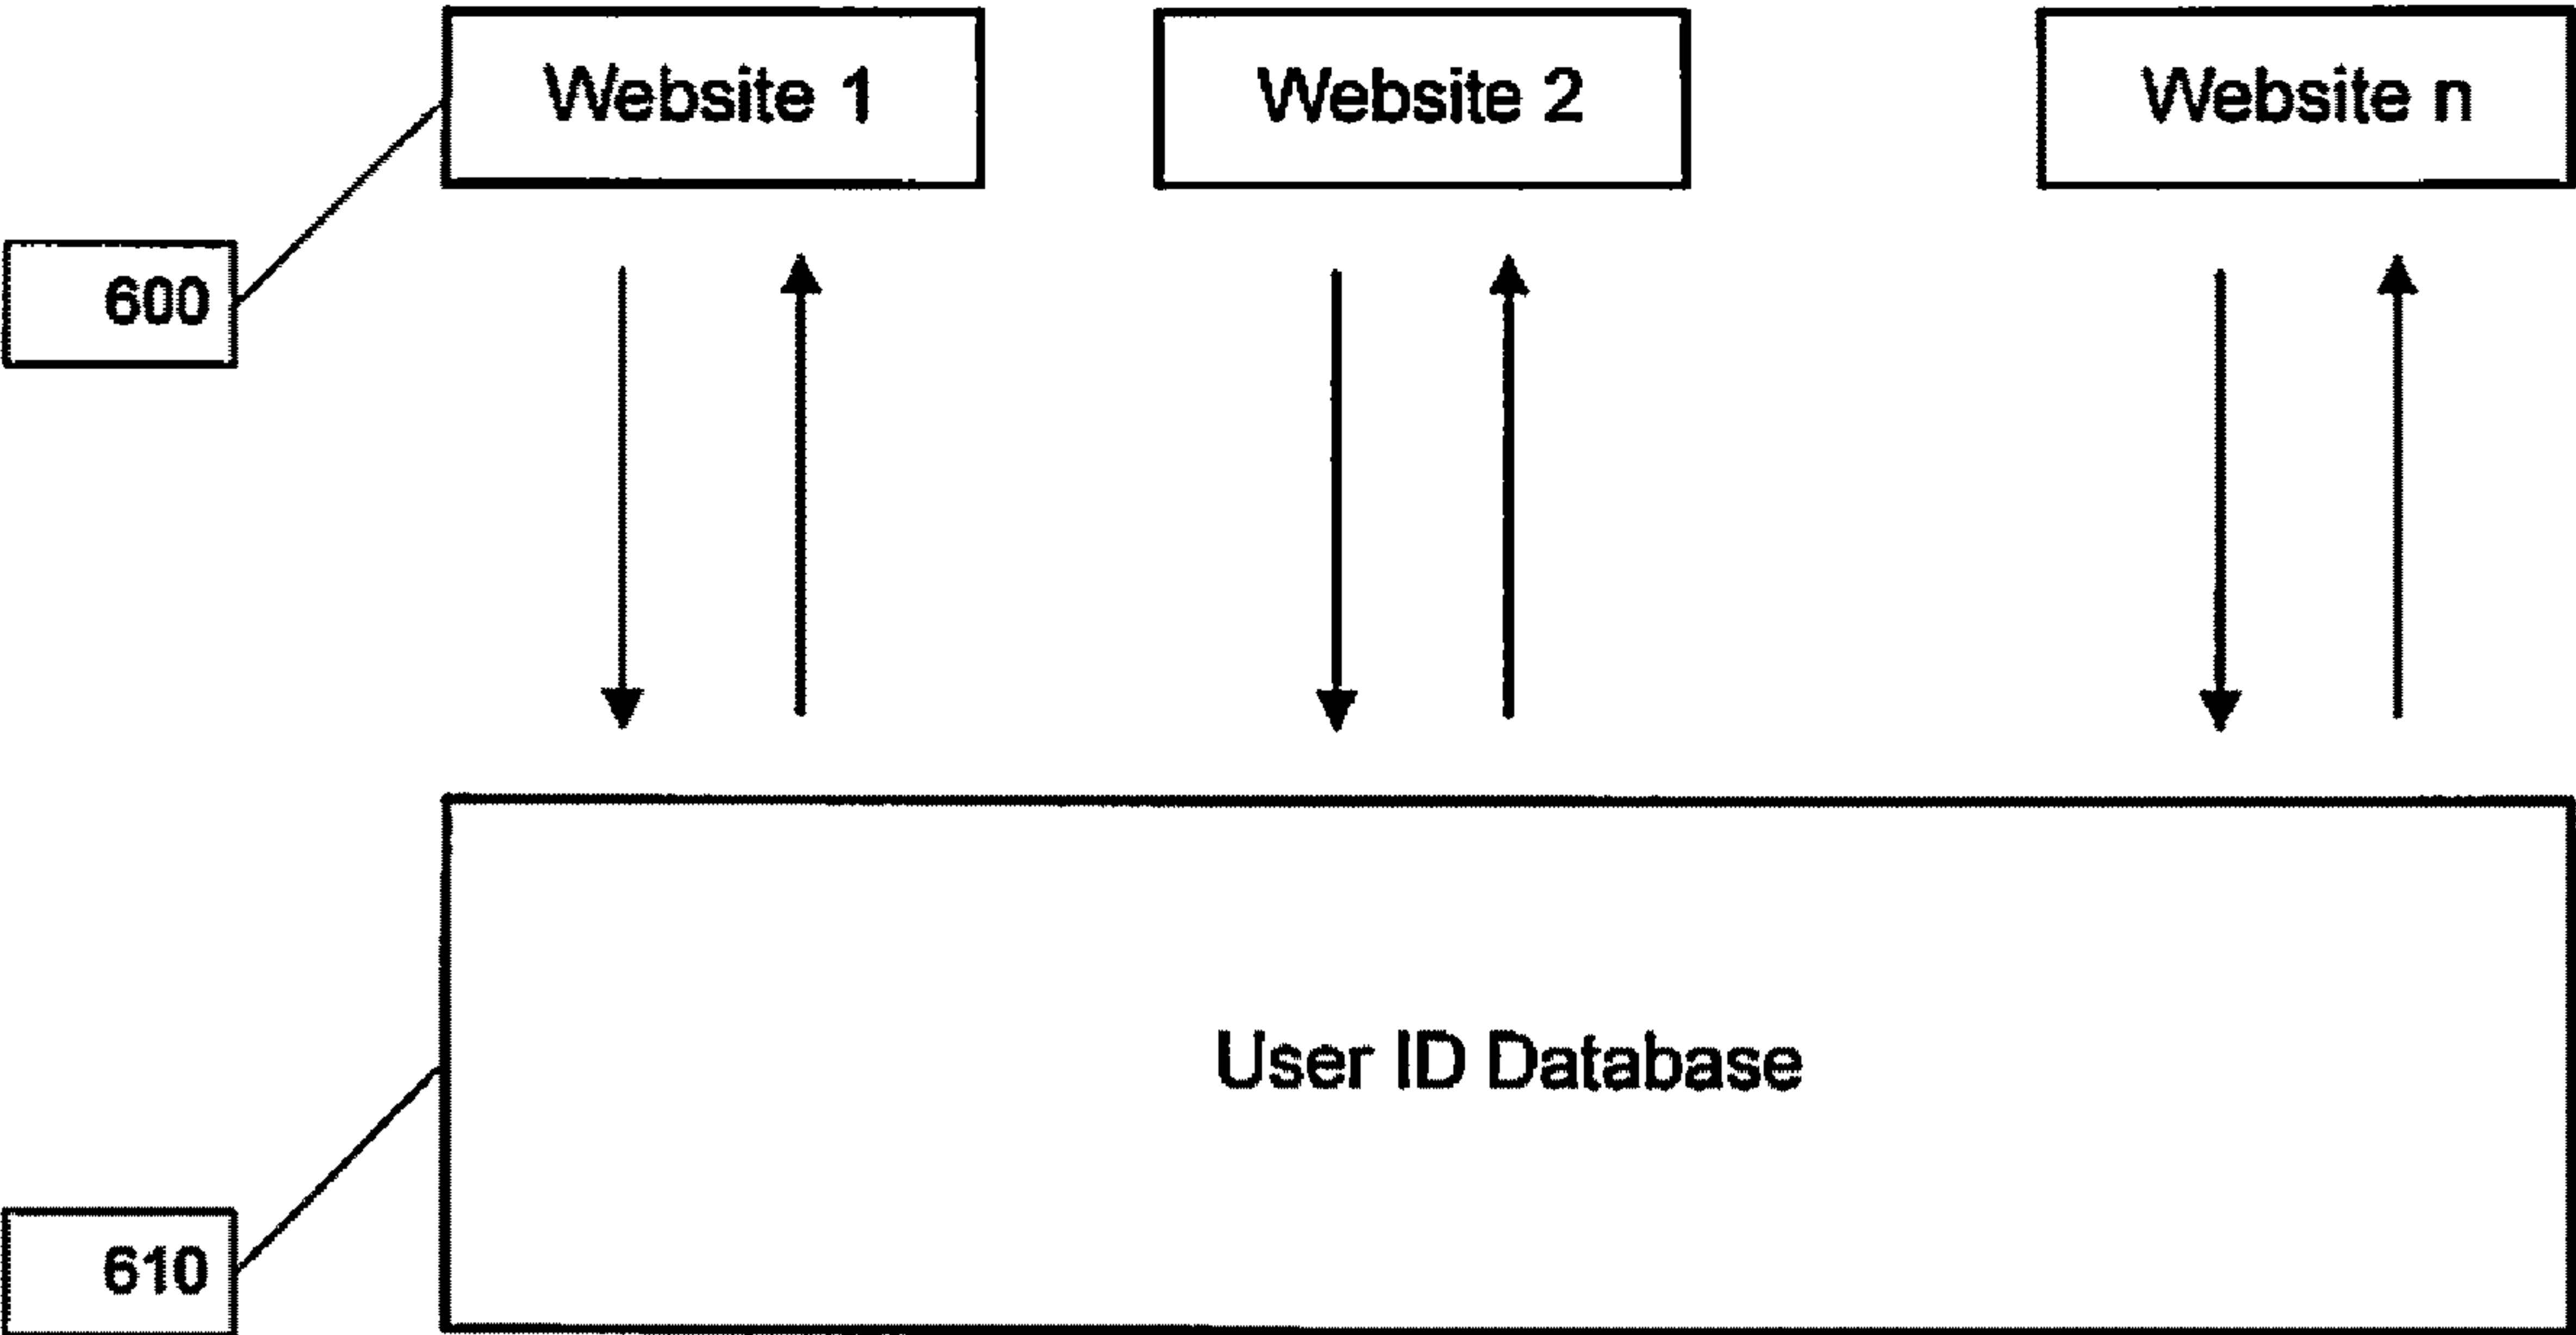 Website 1
Website 2
Website n
600
User ID Database
610